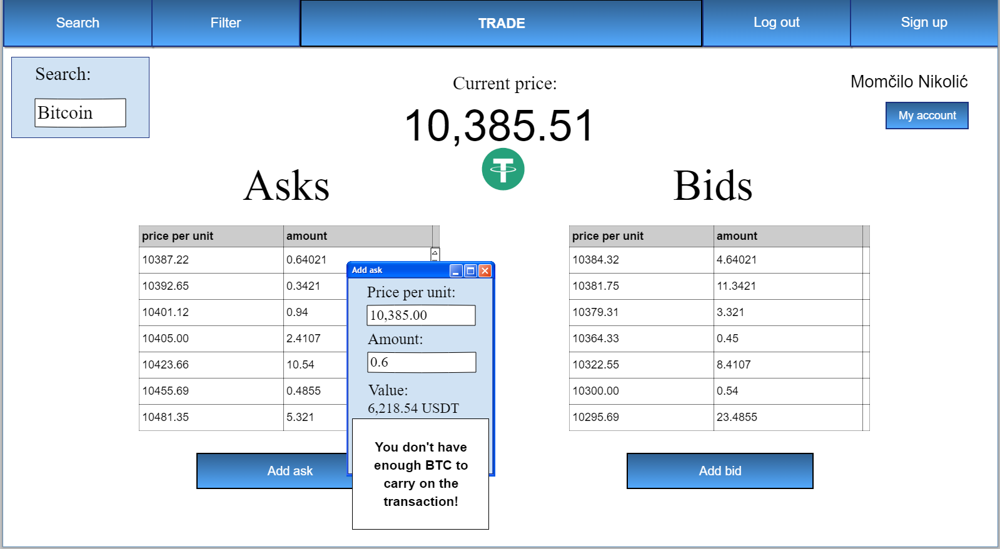 Search
Filter
TRADE
Log out
Sign up
Search:
Bitcoin
Current price:
10,385.51
Momčilo Nikolić
My account
Asks
price per unit amount
10387.22 0.64021
10392.65 0.3421
10401.12 0.94
10405.00 2.4107
10423.66 10.54
10455.69 0.4855
10481.35 5.321
Add ask
Add ask
Price per unit:
10,385.00
Amount:
0.6
Value:
6,218.54 USDT
You don't have
enough BTC to
carry on the
transaction!
Bids
price per unit amount
10384.32 4.64021
10381.75 11.3421
10379.31 3.321
10364.33 0.45
10322.55 8.4107
10300.00 0.54
10295.69 23.4855
Add bid